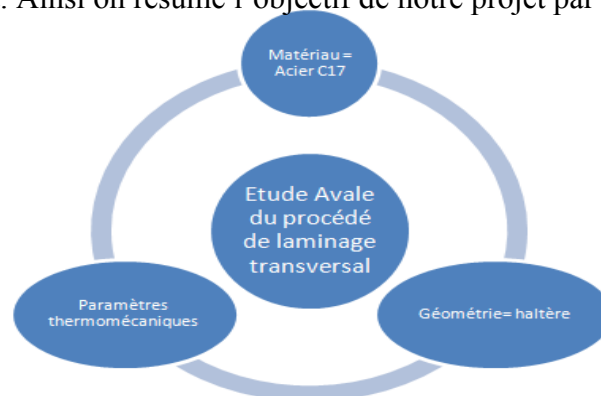 . Ainsi on résume l'objectif de notre projet par
Matériau =
Acier C17
Etude Avale
du procédé
de laminage
transversal
Paramètres
thermomécaniques
Géométrie= haltère